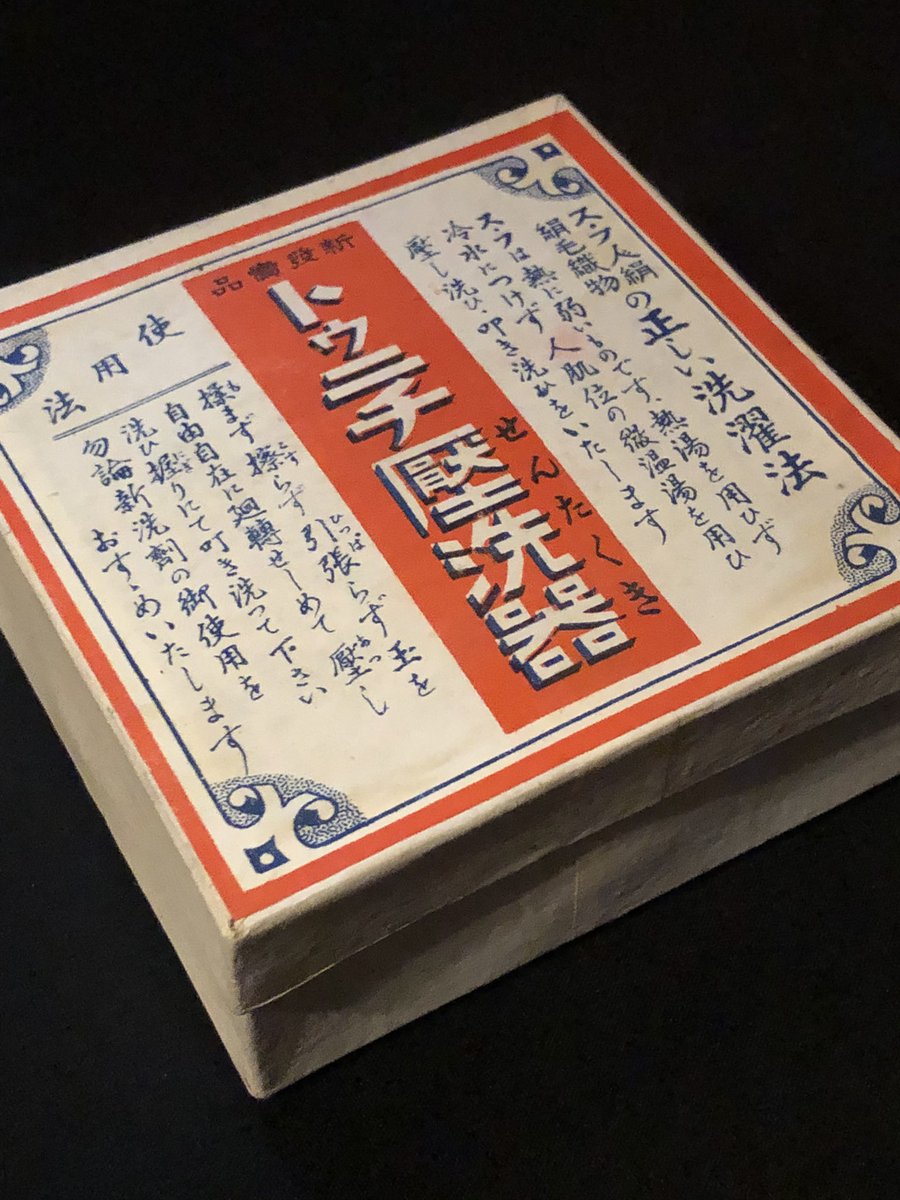 スフ人絹の正しい洗濯法
絹毛織物
スフは熱に弱いものです、熱湯を用ひず
冷水につけず人肌位の微温湯を用ひ
壓し洗ひ・叩き洗ひをいたします
新發賣品
トゥニチ壓洗器
せんたくき
使用法
揉まず擦らず引張らず玉を
自由自在に廻轉せしめて壓し
洗ひ握りにて叩き洗って下さい
勿論新洗劑の御使用を
おすゝめいたします